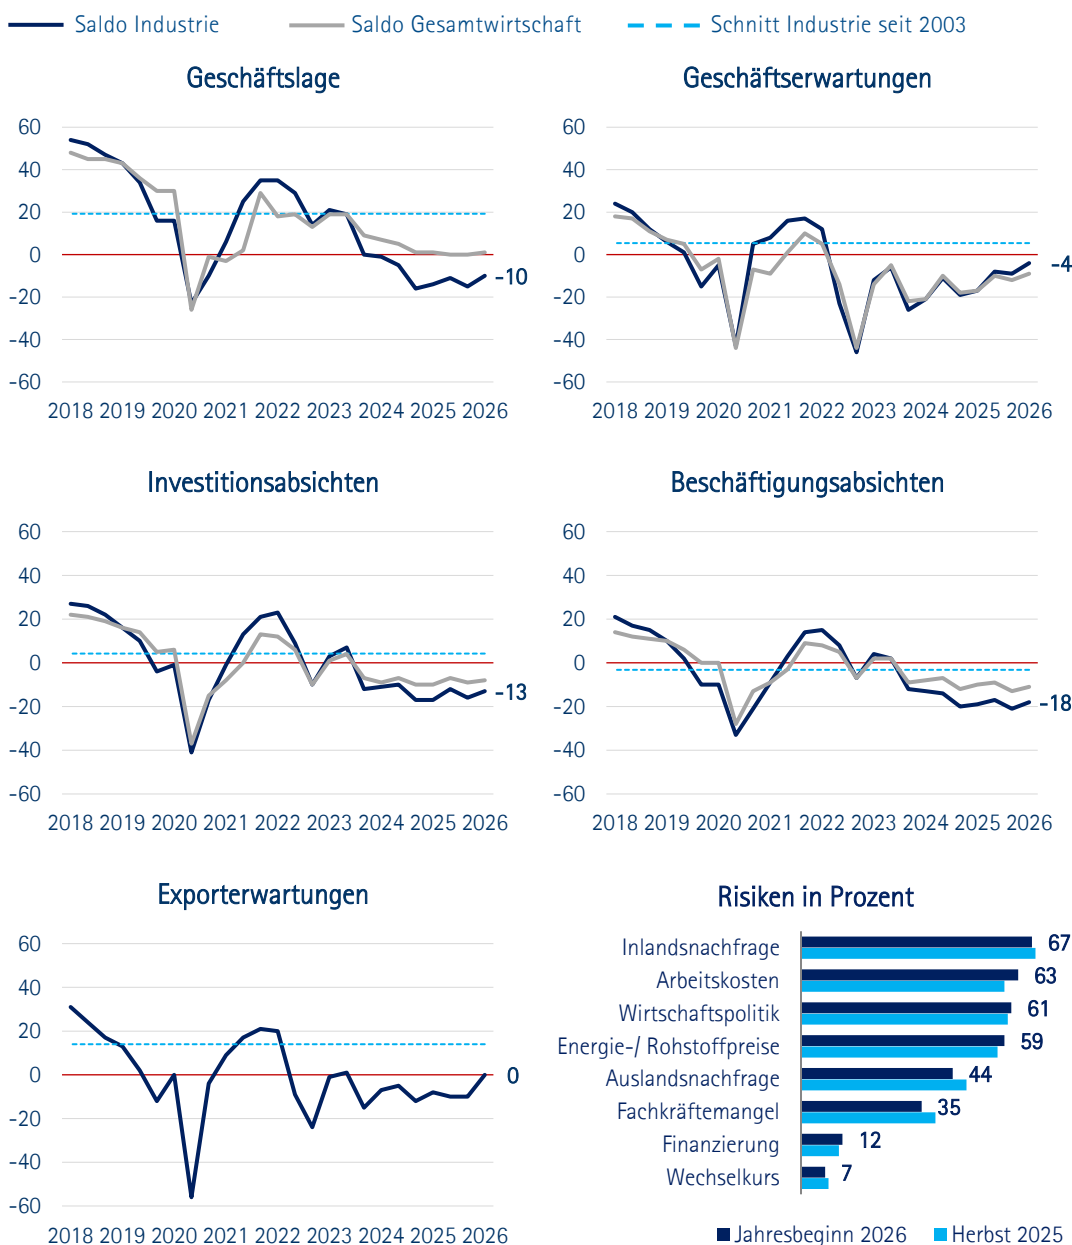 Saldo Industrie Saldo Gesamtwirtschaft Schnitt Industrie seit 2003
Geschäftslage
60
40
20
0
-20
-40
-60
-10
2018 2019 2020 2021 2022 2023 2024 2025 2026
Geschäftserwartungen
60
40
20
0
-20
-40
-60
-4
2018 2019 2020 2021 2022 2023 2024 2025 2026
Investitionsabsichten
60
40
20
0
-20
-40
-60
-13
2018 2019 2020 2021 2022 2023 2024 2025 2026
Beschäftigungsabsichten
60
40
20
0
-20
-40
-60
-18
2018 2019 2020 2021 2022 2023 2024 2025 2026
Exporterwartungen
60
40
20
0
-20
-40
-60
0
2018 2019 2020 2021 2022 2023 2024 2025 2026
Risiken in Prozent
Inlandsnachfrage 67
Arbeitskosten 63
Wirtschaftspolitik 61
Energie-/ Rohstoffpreise 59
Auslandsnachfrage 44
Fachkräftemangel 35
Finanzierung 12
Wechselkurs 7
Jahresbeginn 2026 Herbst 2025